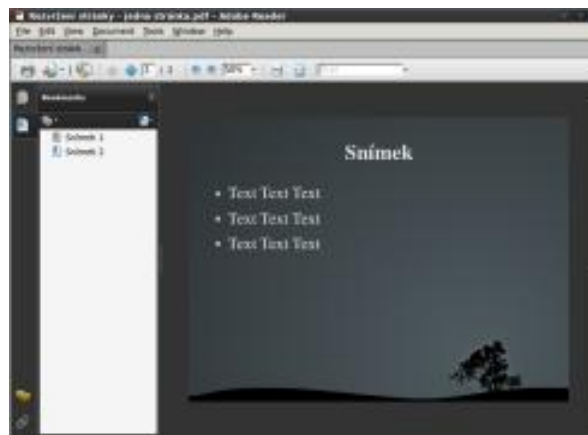 Rozvržení stránky - jedna-stránka.pdf - Adobe Reader
File Edit View Document Tools Window Help
50%
Bookmarks
Snímek 1
Snímek 2
Snímek
• Text Text Text
• Text Text Text
• Text Text Text